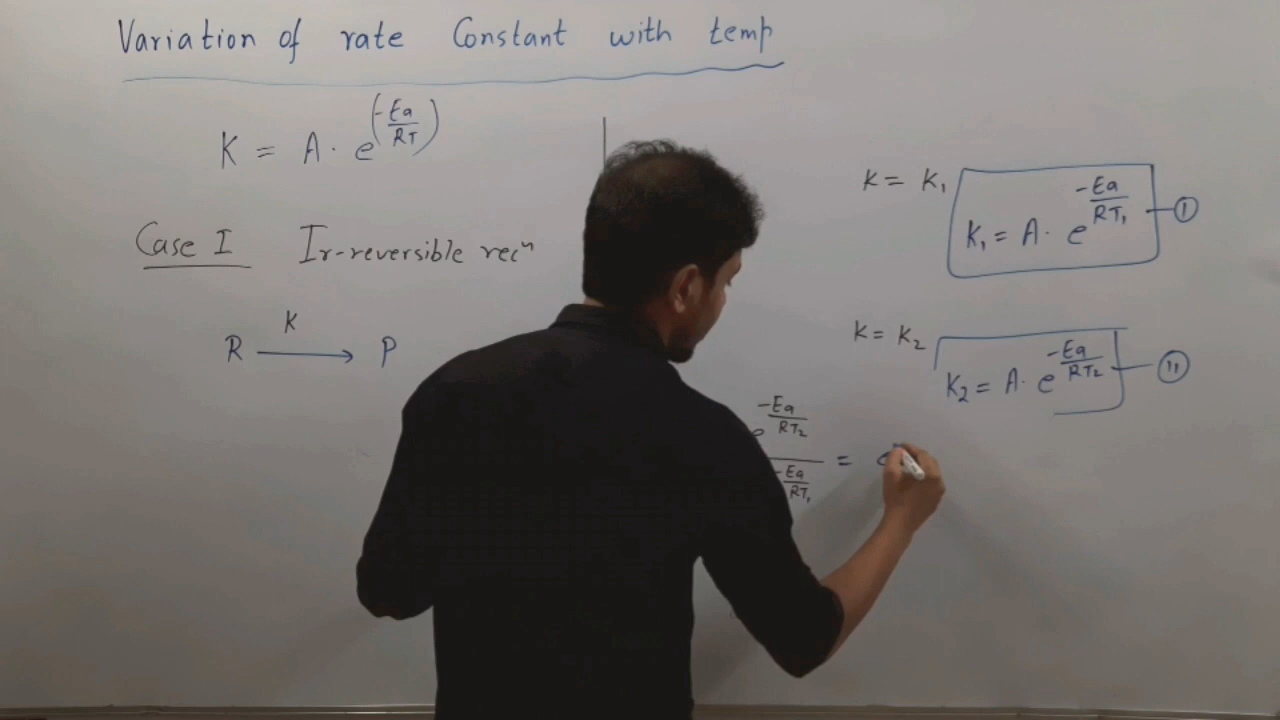 Variation of rate Constant with temp
K = A · e^(-Ea/RT)
Case I Ir-reversible recⁿ
K
R ⟶ P
K = K₁
K₁ = A · e^(-Ea/RT₁) — ①
K = K₂
K₂ = A · e^(-Ea/RT₂) — ⑪
e^(-Ea/RT₂) / -Ea/RT₁ = e